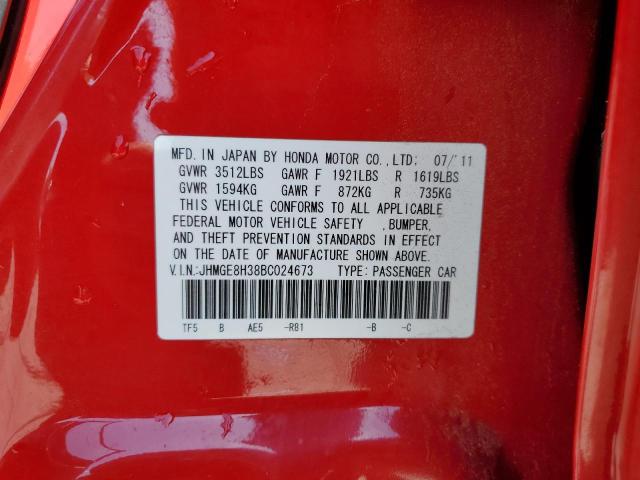 MFD. IN JAPAN BY HONDA MOTOR CO.,LTD: 07/'11
GVWR 3512LBS GAWR F 1921LBS R 1619LBS
GVWR 1594KG GAWR F 872KG R 735KG
THIS VEHICLE CONFORMS TO ALL APPLICABLE
FEDERAL MOTOR VEHICLE SAFETY ,BUMPER,
AND THEFT PREVENTION STANDARDS IN EFFECT
ON THE DATE OF MANUFACTURE SHOWN ABOVE.
V.I.N:JHMGE8H38BC024673 TYPE: PASSENGER CAR
TF5 B AE5 -R81 -B -C